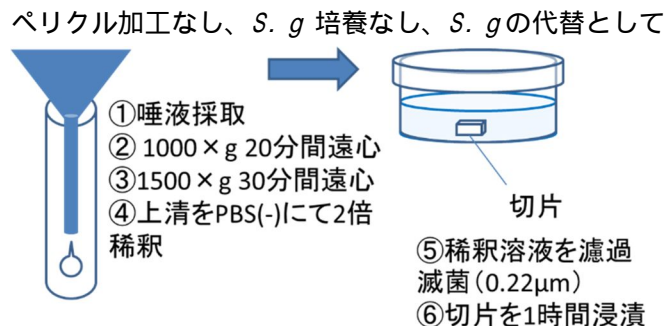 ペリクル加工なし、S. g 培養なし、S. gの代替として
①唾液採取
② 1000×g 20分間遠心
③1500×g 30分間遠心
④上清をPBS(-)にて2倍
稀釈
切片
⑤稀釈溶液を濾過
滅菌(0.22μm)
⑥切片を1時間浸漬